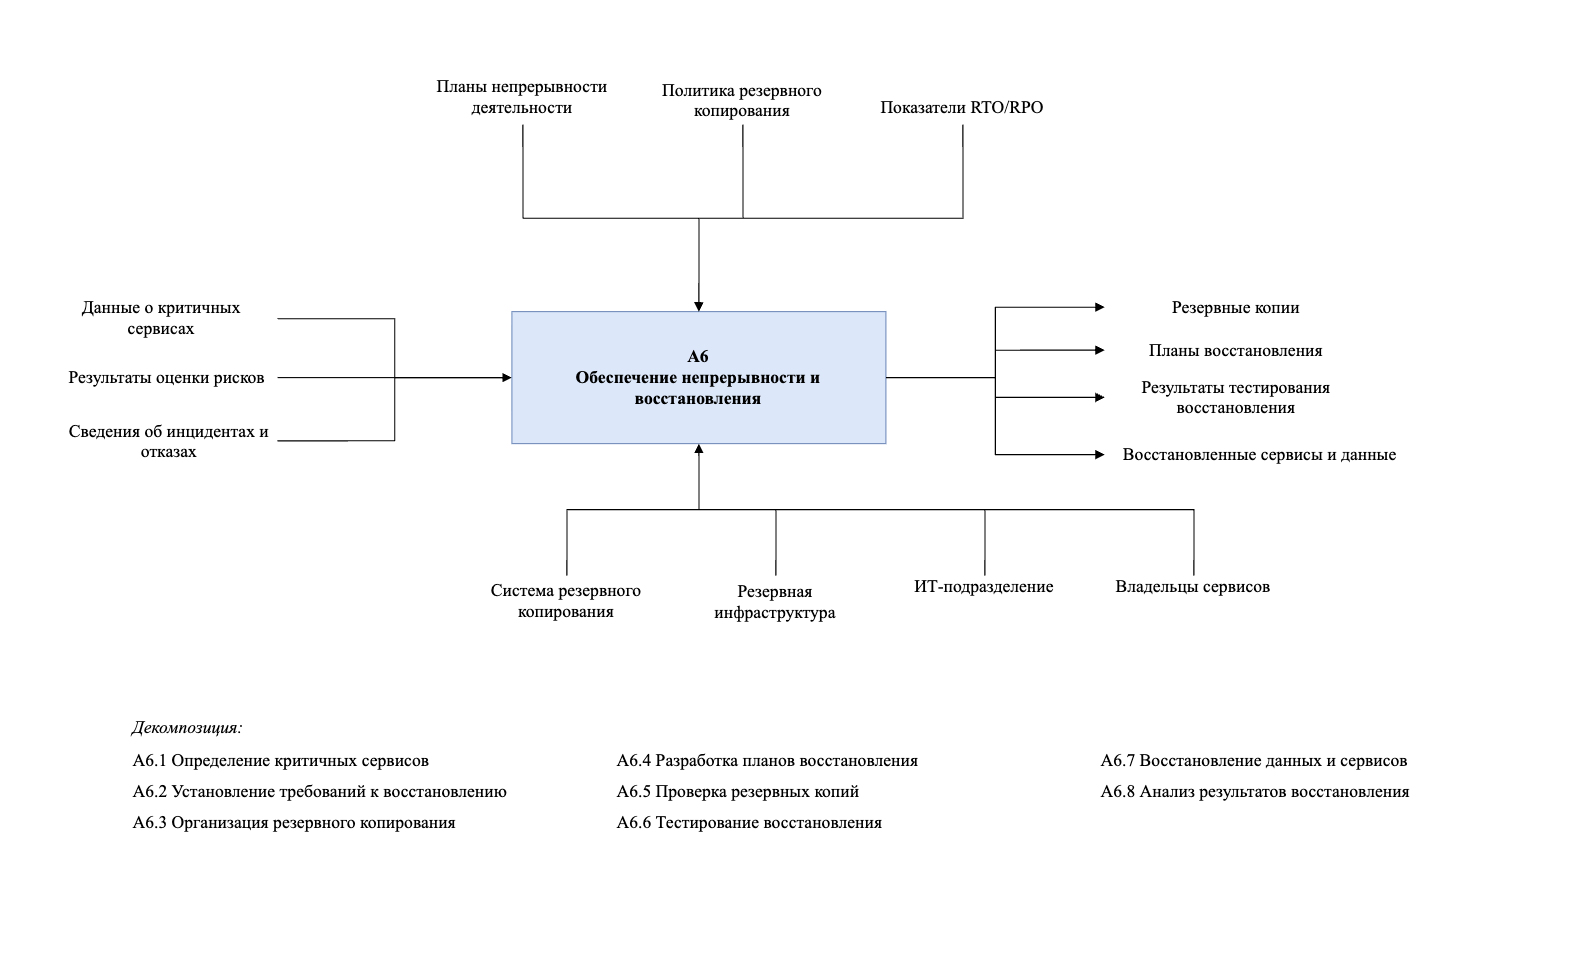 Планы непрерывности
деятельности
Политика резервного
копирования
Показатели RTO/RPO
Данные о критичных
сервисах
Результаты оценки рисков
Сведения об инцидентах и
отказах
А6
Обеспечение непрерывности и
восстановления
Резервные копии
Планы восстановления
Результаты тестирования
восстановления
Восстановленные сервисы и данные
Система резервного
копирования
Резервная
инфраструктура
ИТ-подразделение
Владельцы сервисов
Декомпозиция:
А6.1 Определение критичных сервисов
А6.2 Установление требований к восстановлению
А6.3 Организация резервного копирования
А6.4 Разработка планов восстановления
А6.5 Проверка резервных копий
А6.6 Тестирование восстановления
А6.7 Восстановление данных и сервисов
А6.8 Анализ результатов восстановления